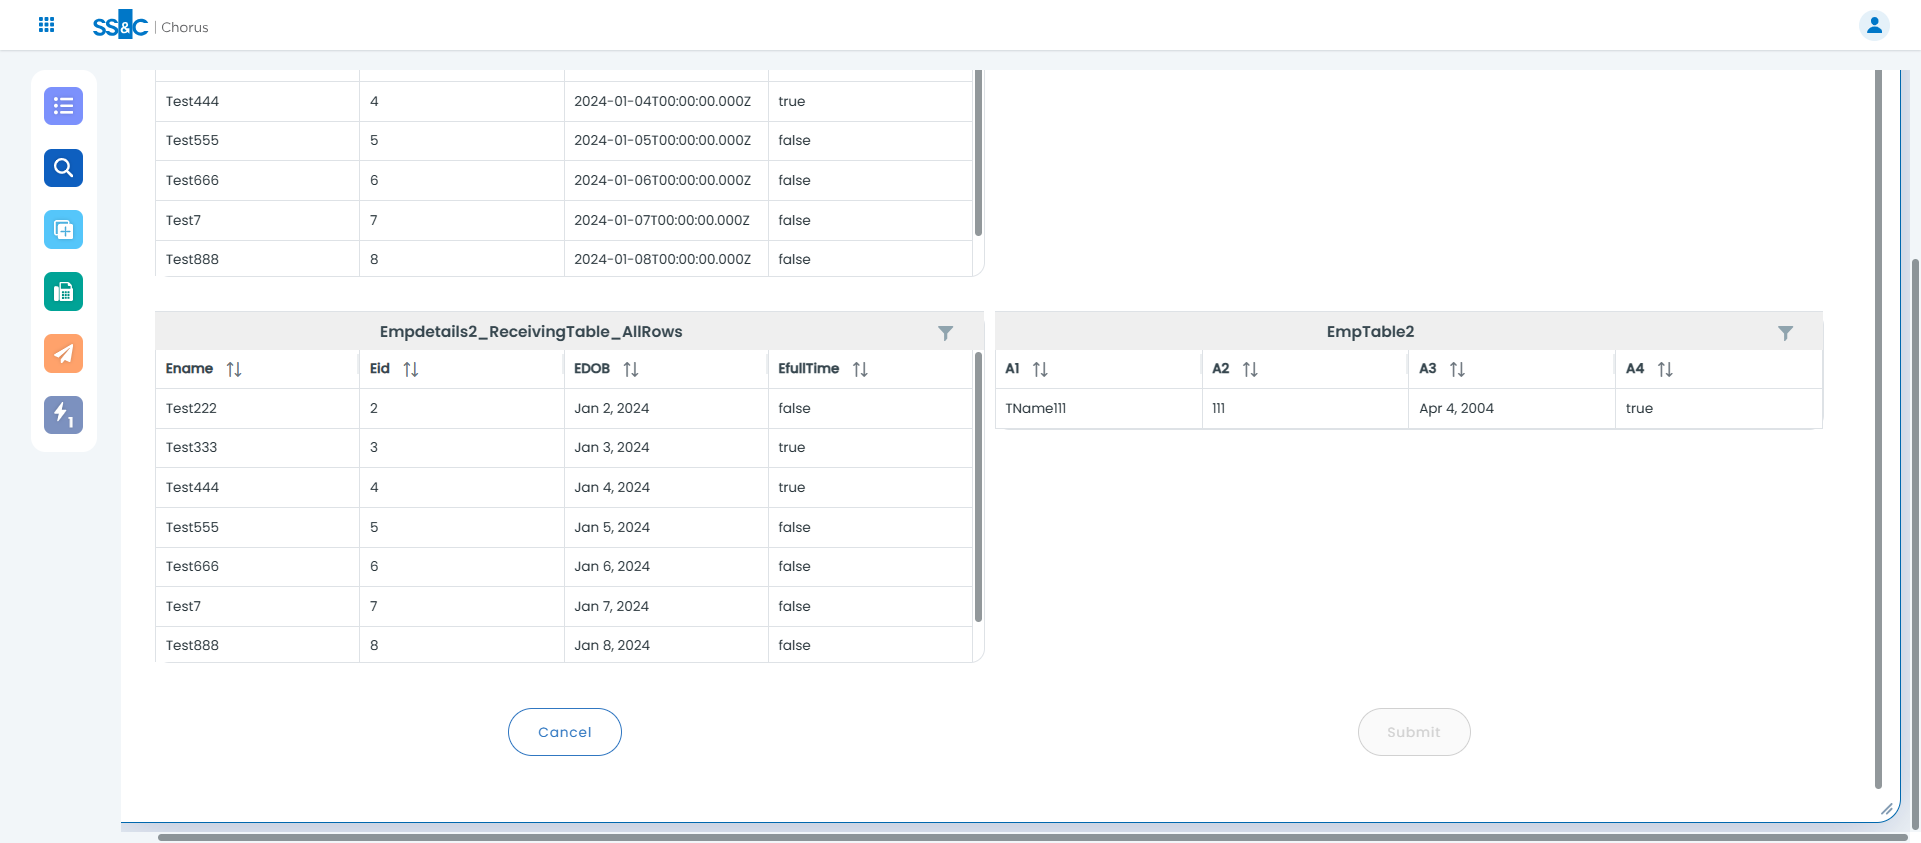 SS&C | Chorus
Test444 4 2024-01-04T00:00:00.000Z true
Test555 5 2024-01-05T00:00:00.000Z false
Test666 6 2024-01-06T00:00:00.000Z false
Test7 7 2024-01-07T00:00:00.000Z false
Test888 8 2024-01-08T00:00:00.000Z false
1
Empdetails2_ReceivingTable_AllRows
Ename Eid EDOB EfullTime
Test222 2 Jan 2, 2024 false
Test333 3 Jan 3, 2024 true
Test444 4 Jan 4, 2024 true
Test555 5 Jan 5, 2024 false
Test666 6 Jan 6, 2024 false
Test7 7 Jan 7, 2024 false
Test888 8 Jan 8, 2024 false
EmpTable2
A1 A2 A3 A4
TName111 111 Apr 4, 2004 true
Cancel
Submit